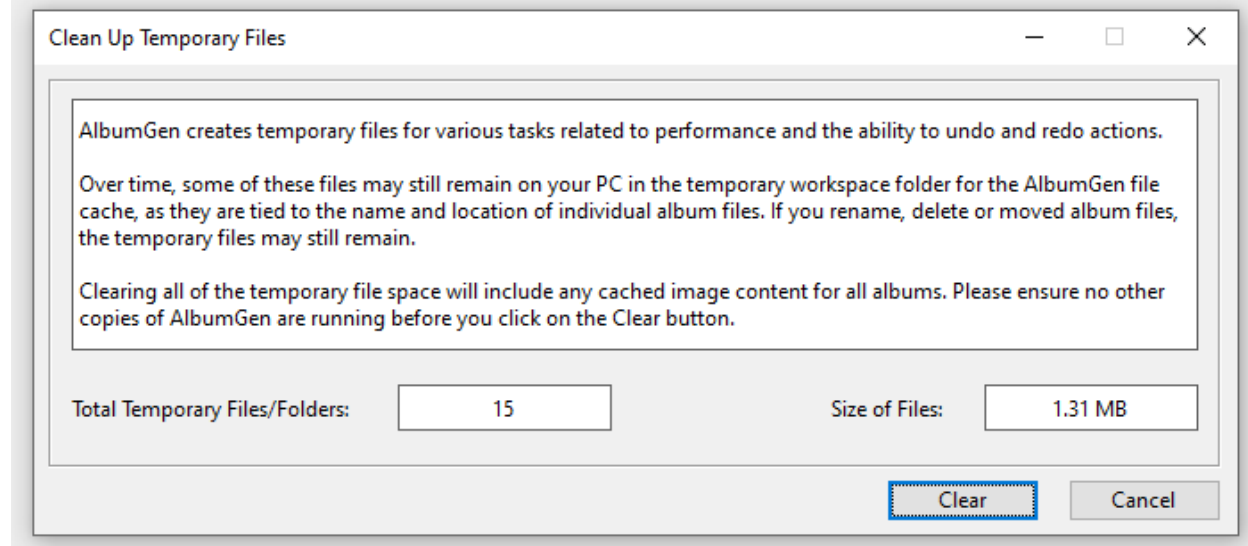 Clean Up Temporary Files
AlbumGen creates temporary files for various tasks related to performance and the ability to undo and redo actions.
Over time, some of these files may still remain on your PC in the temporary workspace folder for the AlbumGen file
cache, as they are tied to the name and location of individual album files. If you rename, delete or moved album files,
the temporary files may still remain.
Clearing all of the temporary file space will include any cached image content for all albums. Please ensure no other
copies of AlbumGen are running before you click on the Clear button.
Total Temporary Files/Folders: 15 Size of Files: 1.31 MB
Clear Cancel